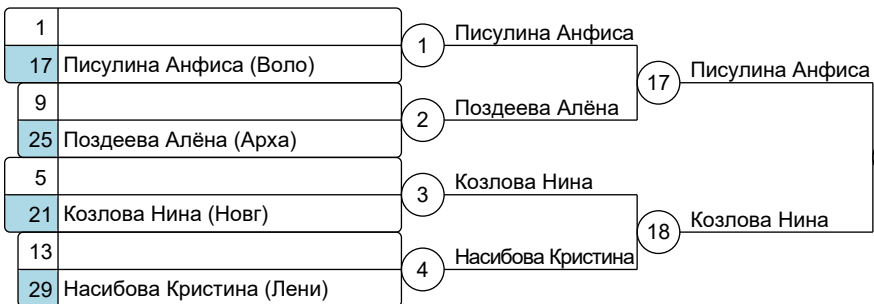 1
1 Писулина Анфиса
17 Писулина Анфиса (Воло)
17 Писулина Анфиса
9
2 Поздеева Алёна
25 Поздеева Алёна (Арха)
5
3 Козлова Нина
21 Козлова Нина (Новг)
18 Козлова Нина
13
4 Насибова Кристина
29 Насибова Кристина (Лени)